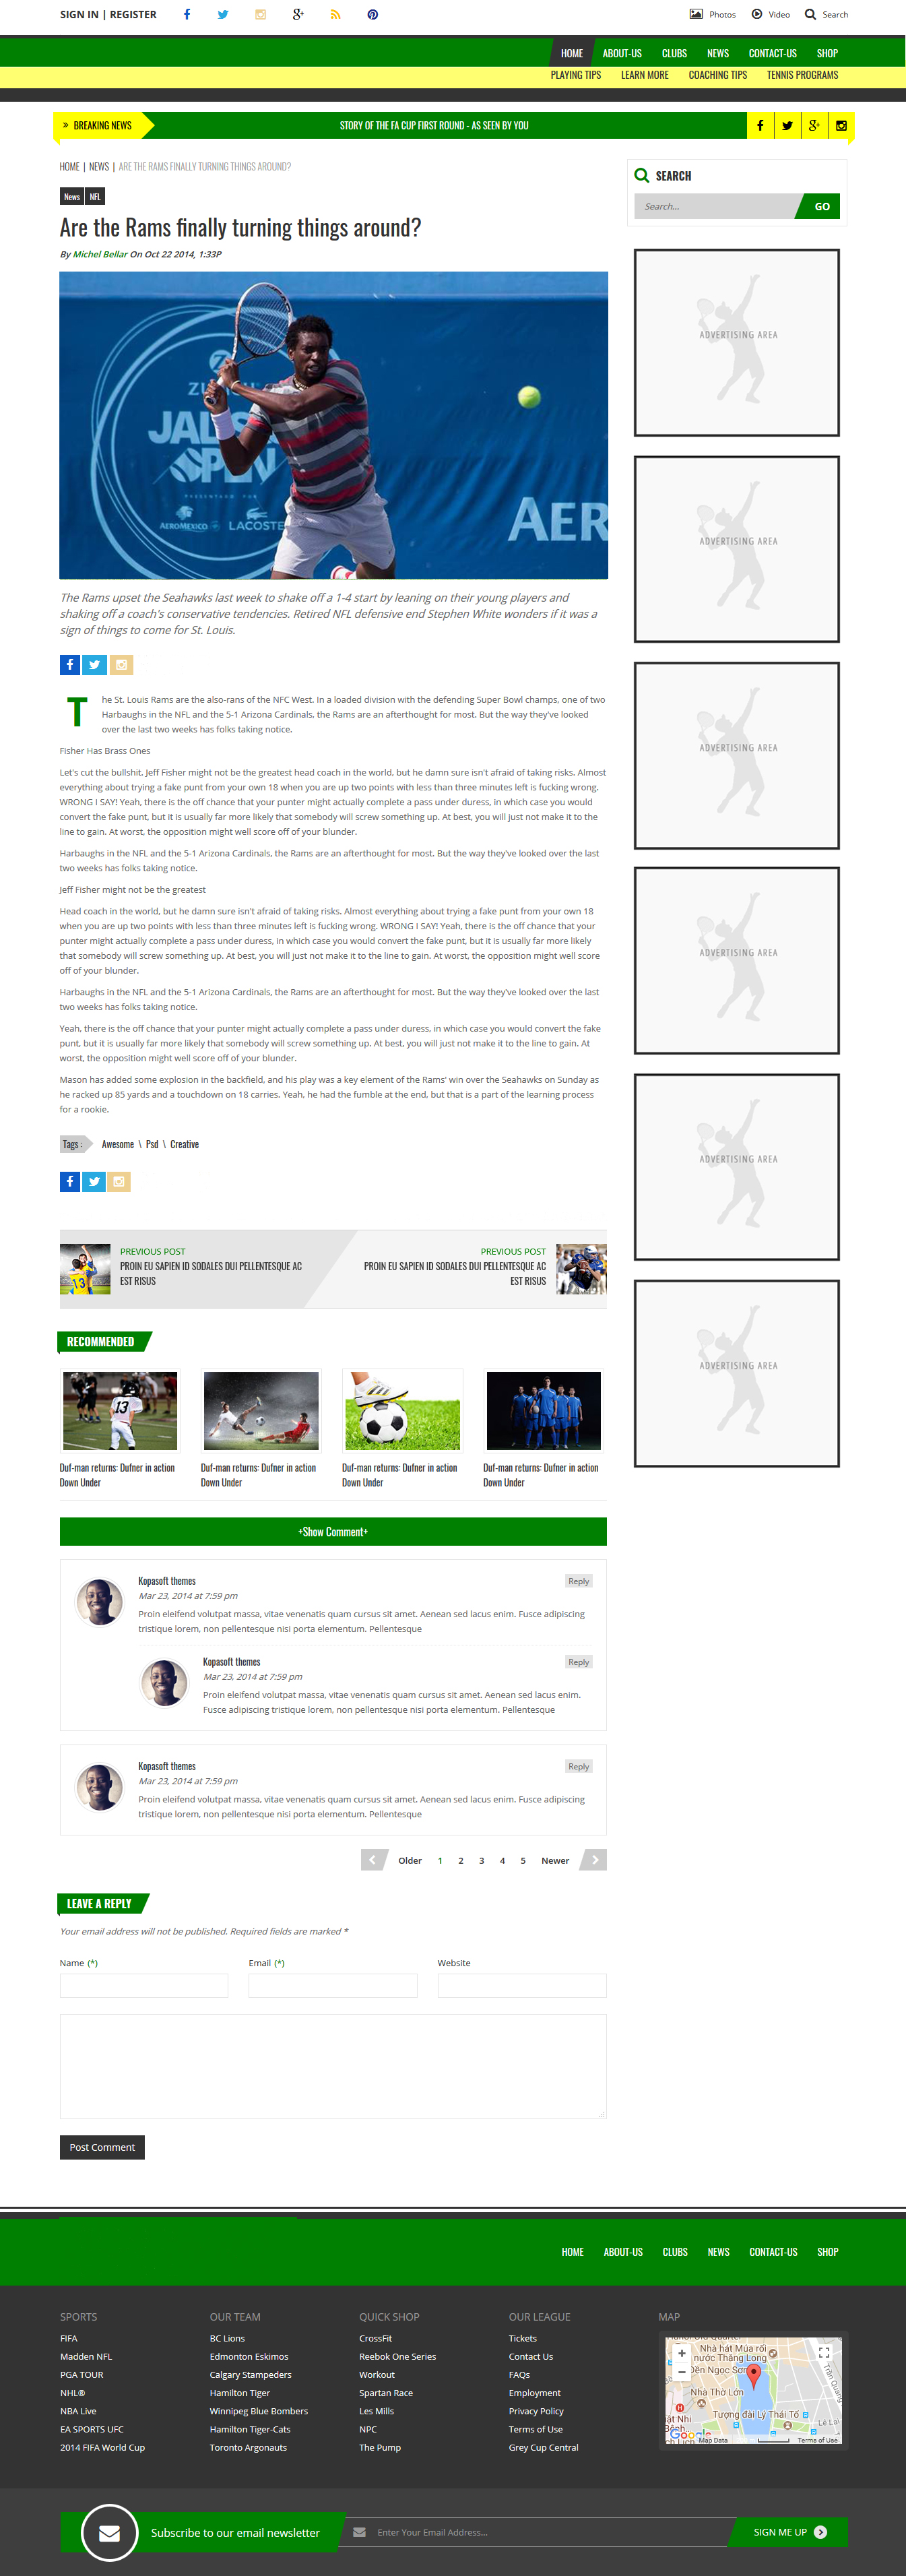 SIGN IN | REGISTER
Photos Video Search
HOME ABOUT-US CLUBS NEWS CONTACT-US SHOP
PLAYING TIPS LEARN MORE COACHING TIPS TENNIS PROGRAMS
» BREAKING NEWS
STORY OF THE FA CUP FIRST ROUND - AS SEEN BY YOU
HOME | NEWS | ARE THE RAMS FINALLY TURNING THINGS AROUND?
News NFL
Are the Rams finally turning things around?
By Michel Bellar On Oct 22 2014, 1:33P
JALISCO
OPEN
PRESENTADO POR
AEROMEXICO
LACOSTE
AER
The Rams upset the Seahawks last week to shake off a 1-4 start by leaning on their young players and
shaking off a coach's conservative tendencies. Retired NFL defensive end Stephen White wonders if it was a
sign of things to come for St. Louis.
The St. Louis Rams are the also-rans of the NFC West. In a loaded division with the defending Super Bowl champs, one of two
Harbaughs in the NFL and the 5-1 Arizona Cardinals, the Rams are an afterthought for most. But the way they've looked
over the last two weeks has folks taking notice.
Fisher Has Brass Ones
Let's cut the bullshit. Jeff Fisher might not be the greatest head coach in the world, but he damn sure isn't afraid of taking risks. Almost
everything about trying a fake punt from your own 18 when you are up two points with less than three minutes left is fucking wrong.
WRONG I SAY! Yeah, there is the off chance that your punter might actually complete a pass under duress, in which case you would
convert the fake punt, but it is usually far more likely that somebody will screw something up. At best, you will just not make it to the
line to gain. At worst, the opposition might well score off of your blunder.
Harbaughs in the NFL and the 5-1 Arizona Cardinals, the Rams are an afterthought for most. But the way they've looked over the last
two weeks has folks taking notice.
Jeff Fisher might not be the greatest
Head coach in the world, but he damn sure isn't afraid of taking risks. Almost everything about trying a fake punt from your own 18
when you are up two points with less than three minutes left is fucking wrong. WRONG I SAY! Yeah, there is the off chance that your
punter might actually complete a pass under duress, in which case you would convert the fake punt, but it is usually far more likely
that somebody will screw something up. At best, you will just not make it to the line to gain. At worst, the opposition might well score
off of your blunder.
Harbaughs in the NFL and the 5-1 Arizona Cardinals, the Rams are an afterthought for most. But the way they've looked over the last
two weeks has folks taking notice.
Yeah, there is the off chance that your punter might actually complete a pass under duress, in which case you would convert the fake
punt, but it is usually far more likely that somebody will screw something up. At best, you will just not make it to the line to gain. At
worst, the opposition might well score off of your blunder.
Mason has added some explosion in the backfield, and his play was a key element of the Rams' win over the Seahawks on Sunday as
he racked up 85 yards and a touchdown on 18 carries. Yeah, he had the fumble at the end, but that is a part of the learning process
for a rookie.
Tags : Awesome \ Psd \ Creative
PREVIOUS POST
PROIN EU SAPIEN ID SODALES DUI PELLENTESQUE AC
EST RISUS
PREVIOUS POST
PROIN EU SAPIEN ID SODALES DUI PELLENTESQUE AC
EST RISUS
RECOMMENDED
13
Duf-man returns: Dufner in action
Down Under
Duf-man returns: Dufner in action
Down Under
Duf-man returns: Dufner in action
Down Under
Duf-man returns: Dufner in action
Down Under
+Show Comment+
Kopasoft themes
Reply
Mar 23, 2014 at 7:59 pm
Proin eleifend volutpat massa, vitae venenatis quam cursus sit amet. Aenean sed lacus enim. Fusce adipiscing
tristique lorem, non pellentesque nisi porta elementum. Pellentesque
Kopasoft themes
Reply
Mar 23, 2014 at 7:59 pm
Proin eleifend volutpat massa, vitae venenatis quam cursus sit amet. Aenean sed lacus enim.
Fusce adipiscing tristique lorem, non pellentesque nisi porta elementum. Pellentesque
Kopasoft themes
Reply
Mar 23, 2014 at 7:59 pm
Proin eleifend volutpat massa, vitae venenatis quam cursus sit amet. Aenean sed lacus enim. Fusce adipiscing
tristique lorem, non pellentesque nisi porta elementum. Pellentesque
Older 1 2 3 4 5 Newer
LEAVE A REPLY
Your email address will not be published. Required fields are marked *
Name (*) Email (*) Website
Post Comment
SEARCH
Search... GO
ADVERTISING AREA
ADVERTISING AREA
ADVERTISING AREA
ADVERTISING AREA
ADVERTISING AREA
ADVERTISING AREA
HOME ABOUT-US CLUBS NEWS CONTACT-US SHOP
SPORTS
FIFA
Madden NFL
PGA TOUR
NHL®
NBA Live
EA SPORTS UFC
2014 FIFA World Cup
OUR TEAM
BC Lions
Edmonton Eskimos
Calgary Stampeders
Hamilton Tiger
Winnipeg Blue Bombers
Hamilton Tiger-Cats
Toronto Argonauts
QUICK SHOP
CrossFit
Reebok One Series
Workout
Spartan Race
Les Mills
NPC
The Pump
OUR LEAGUE
Tickets
Contact Us
FAQs
Employment
Privacy Policy
Terms of Use
Grey Cup Central
MAP
Nhà hát Múa rối
nước Thăng Long
Đền Ngọc Sơn
Nhà Thờ Lớn
Tượng đài Lý Thái Tổ
Trần Quang
Google
Map Data
Terms of Use
Subscribe to our email newsletter
Enter Your Email Address...
SIGN ME UP